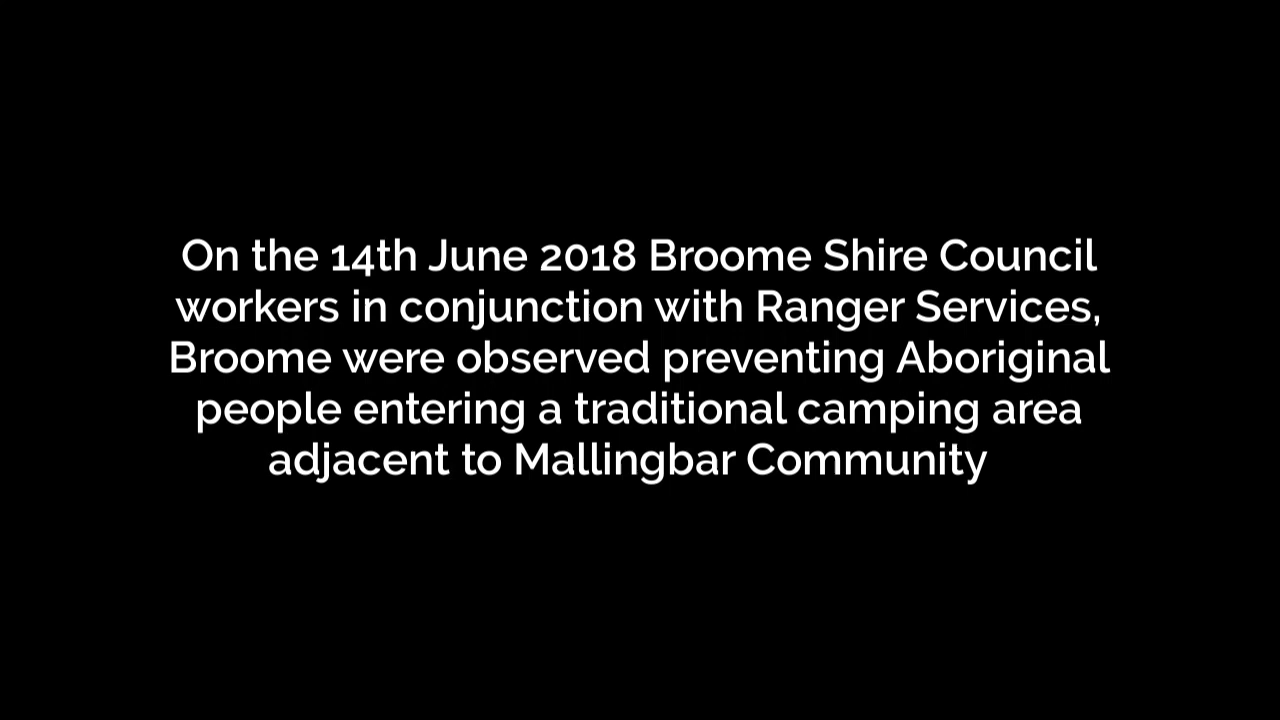 On the 14th June 2018 Broome Shire Council
workers in conjunction with Ranger Services,
Broome were observed preventing Aboriginal
people entering a traditional camping area
adjacent to Mallingbar Community